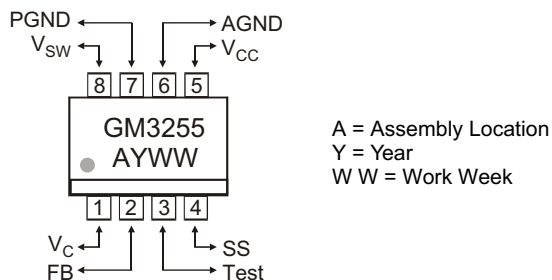 PGND AGND
VSW VCC
8 7 6 5
GM3255
AYWW
A = Assembly Location
Y = Year
W W = Work Week
1 2 3 4
VC SS
FB Test